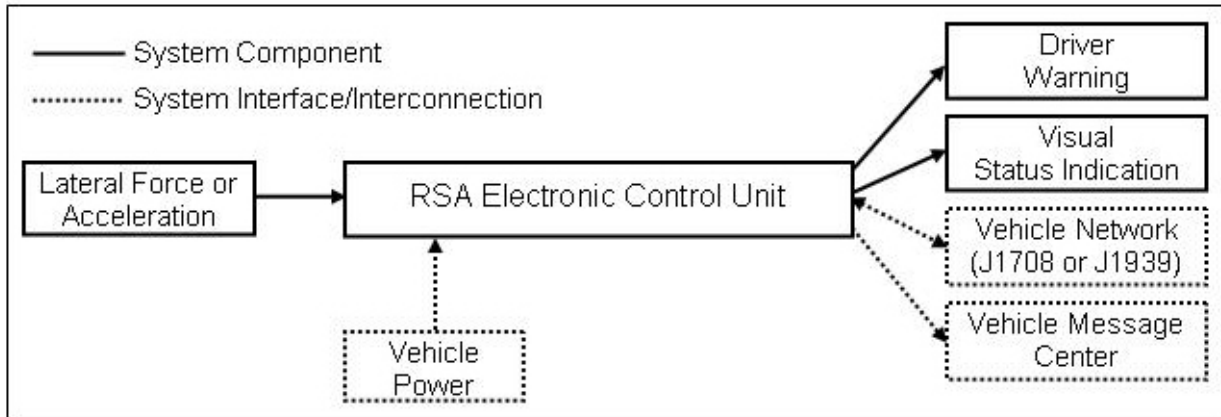 System Component
System Interface/Interconnection
Lateral Force or
Acceleration
RSA Electronic Control Unit
Vehicle
Power
Driver
Warning
Visual
Status Indication
Vehicle Network
(J1708 or J1939)
Vehicle Message
Center